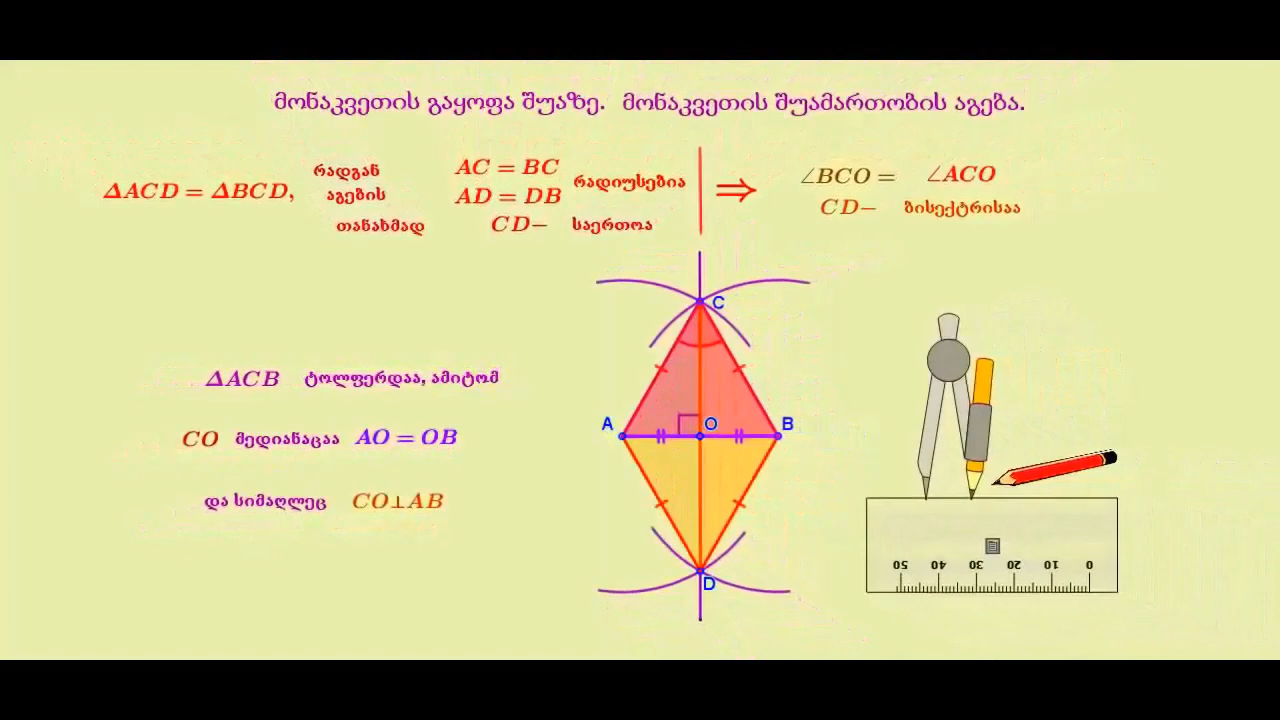 მონაკვეთის გაყოფა შუაზე. მონაკვეთის შუამართობის აგება.
ΔACD = ΔBCD,
რადგან
აგების
თანახმად
AC = BC
AD = DB
რადიუსებია
CD− საერთოა
⇒
∠BCO = ∠ACO
CD− ბისექტრისაა
ΔACB ტოლფერდაა, ამიტომ
CO მედიანაცაა AO = OB
და სიმაღლეც CO⊥AB
C
A
O
B
D
50 40 30 20 10 0